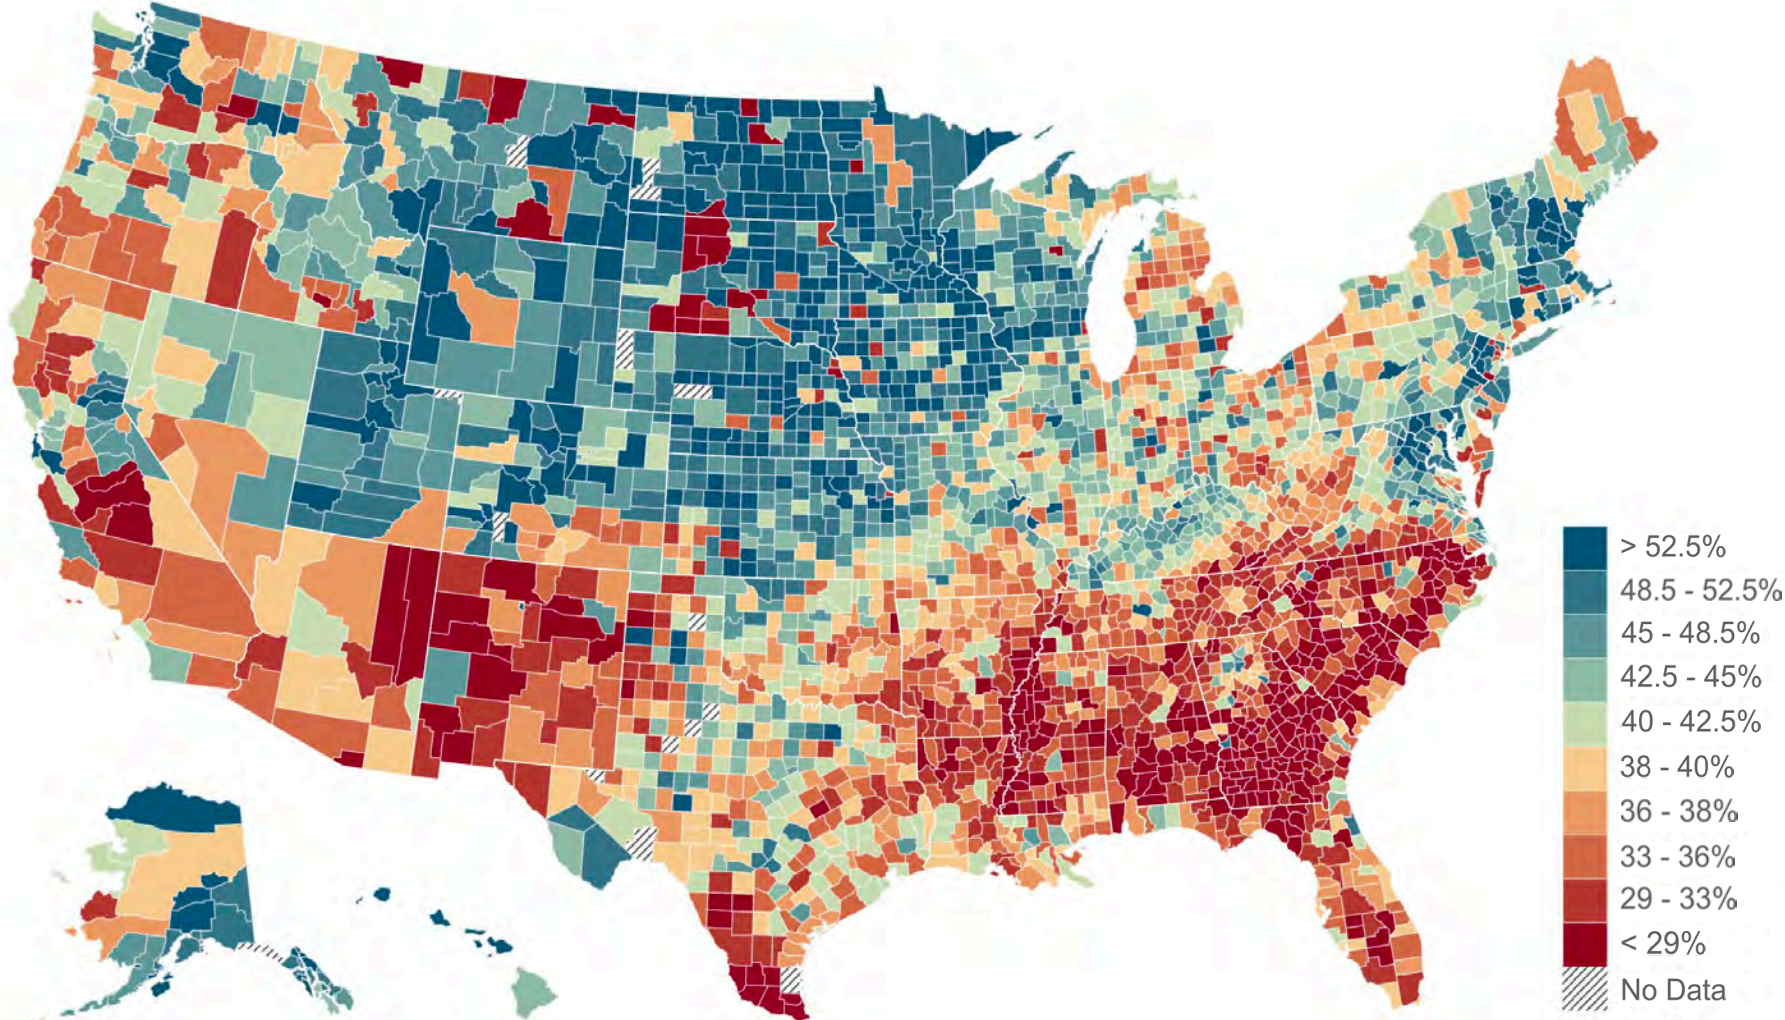 > 52.5%
48.5 - 52.5%
45 - 48.5%
42.5 - 45%
40 - 42.5%
38 - 40%
36 - 38%
33 - 36%
29 - 33%
< 29%
No Data